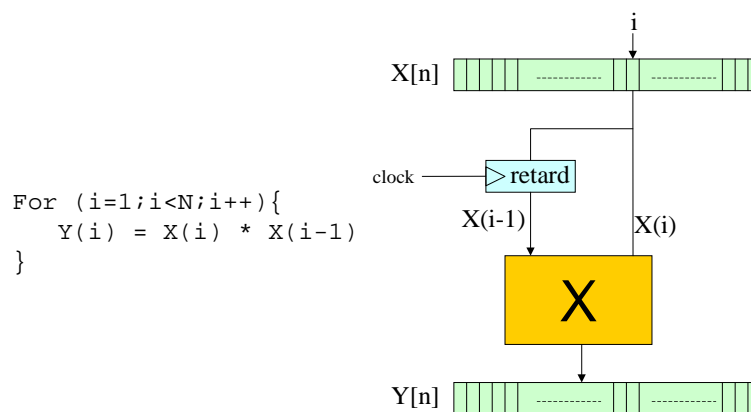 i
X[n]
clock
retard
For (i=1;i<N;i++){
Y(i) = X(i) * X(i-1)
}
X(i-1)
X(i)
X
Y[n]